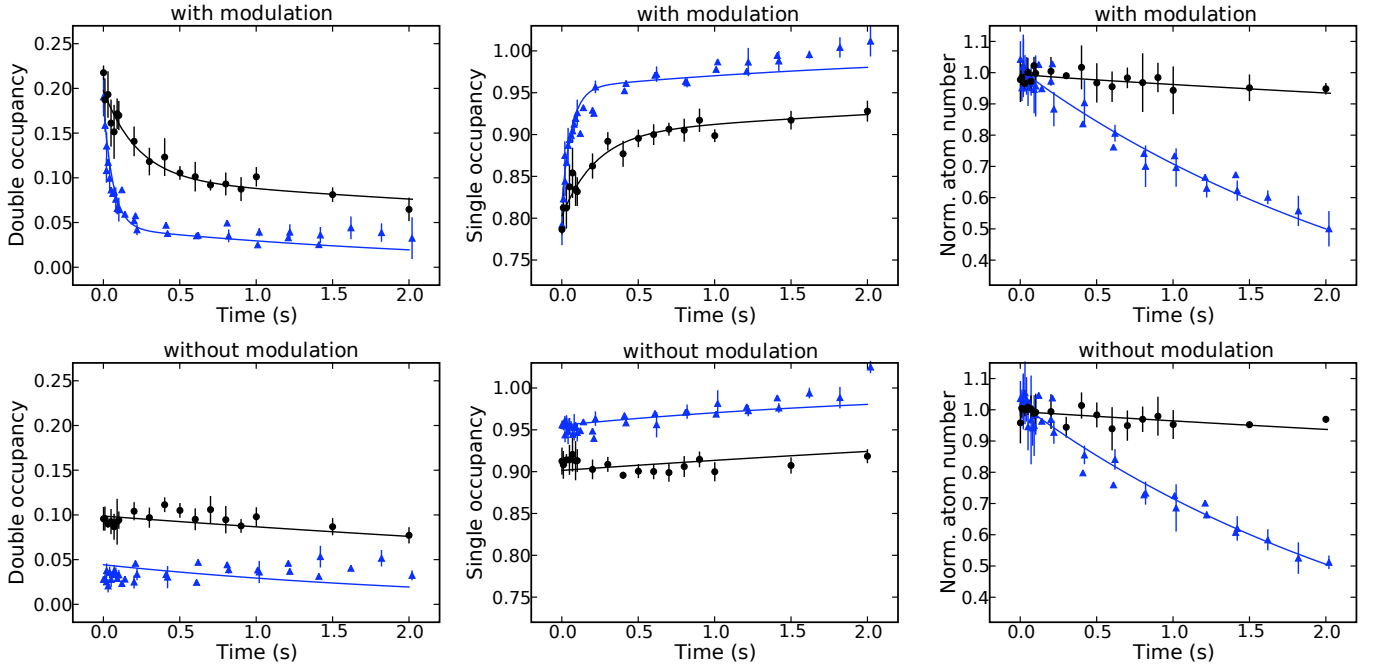 with modulation
with modulation
with modulation
Double occupancy
0.25
0.20
0.15
0.10
0.05
0.00
0.0 0.5 1.0 1.5 2.0
Time (s)
Single occupancy
1.00
0.95
0.90
0.85
0.80
0.75
0.0 0.5 1.0 1.5 2.0
Time (s)
Norm. atom number
1.1
1.0
0.9
0.8
0.7
0.6
0.5
0.4
0.0 0.5 1.0 1.5 2.0
Time (s)
without modulation
without modulation
without modulation
Double occupancy
0.25
0.20
0.15
0.10
0.05
0.00
0.0 0.5 1.0 1.5 2.0
Time (s)
Single occupancy
1.00
0.95
0.90
0.85
0.80
0.75
0.0 0.5 1.0 1.5 2.0
Time (s)
Norm. atom number
1.1
1.0
0.9
0.8
0.7
0.6
0.5
0.4
0.0 0.5 1.0 1.5 2.0
Time (s)